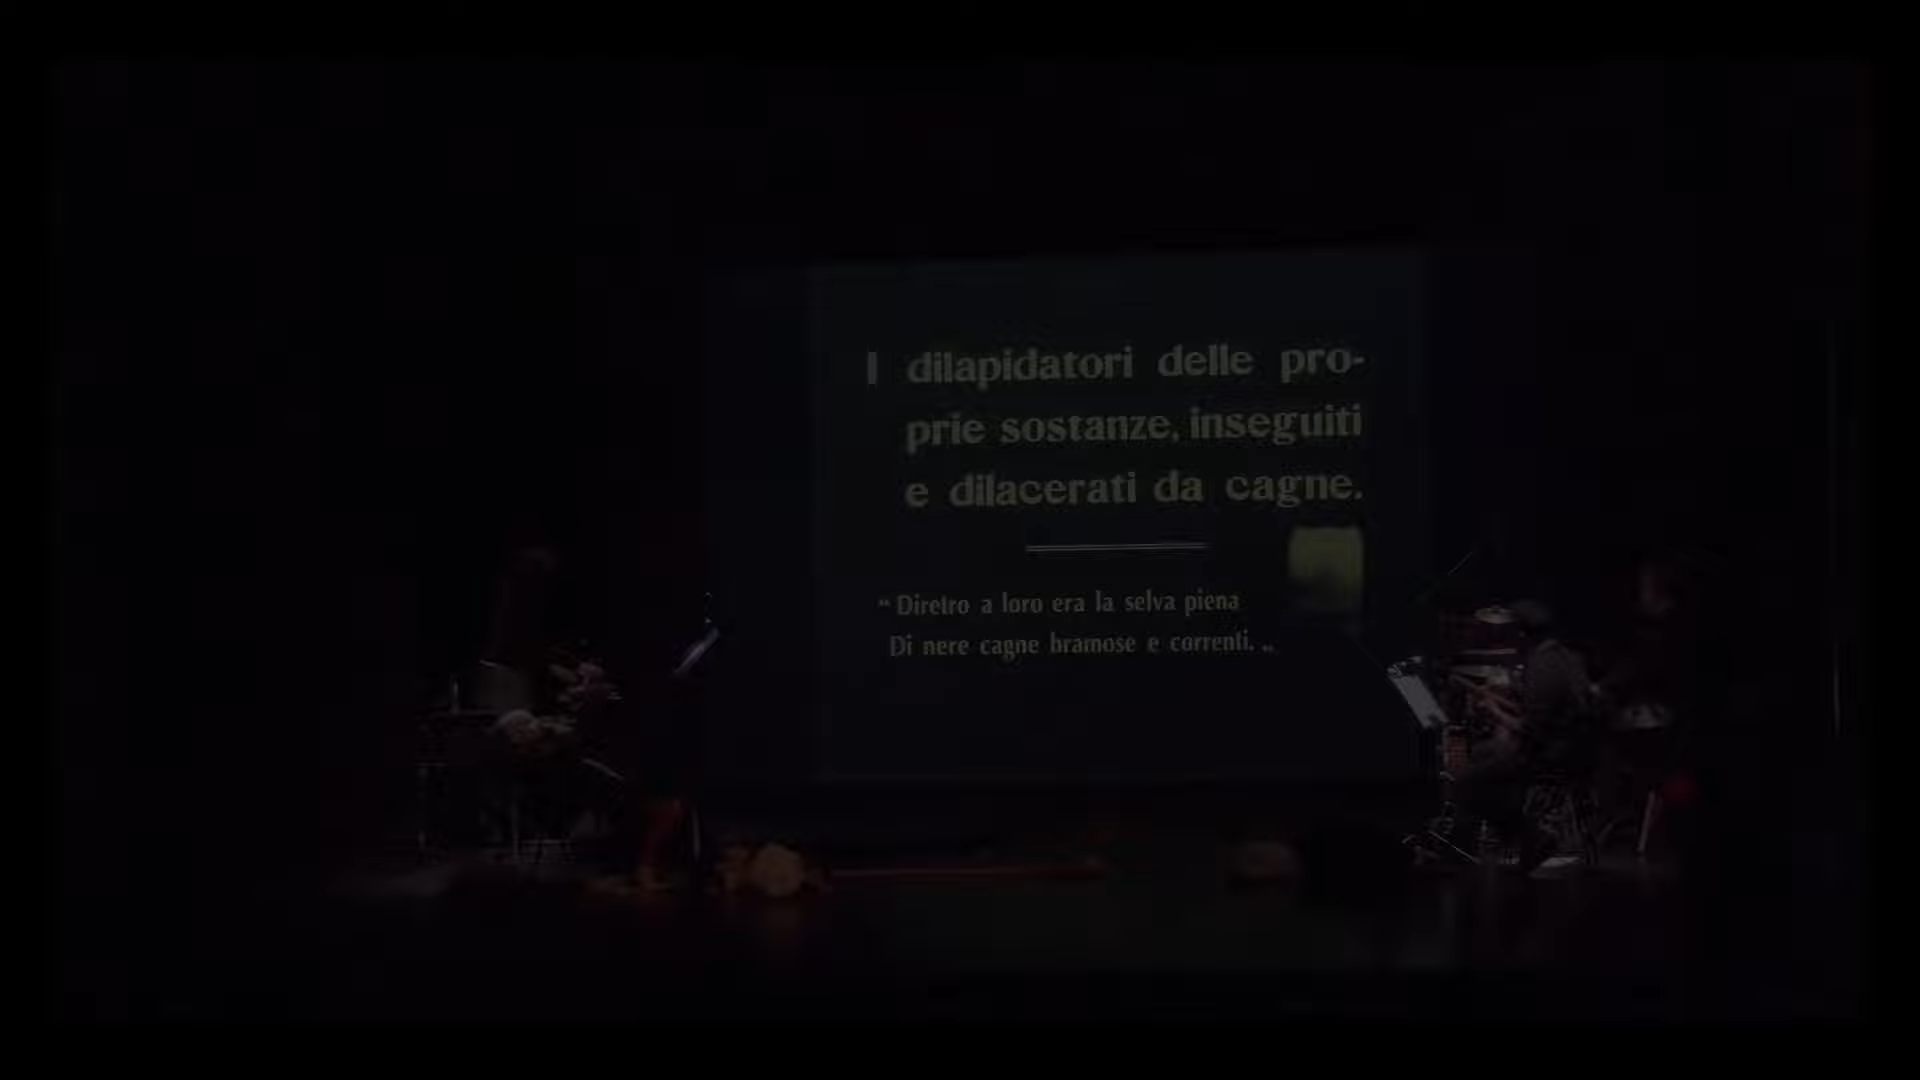 I dilapidatori delle pro-
prie sostanze, inseguiti
e dilacerati da cagne.
“ Diretro a loro era la selva piena
Di nere cagne bramose e correnti. „